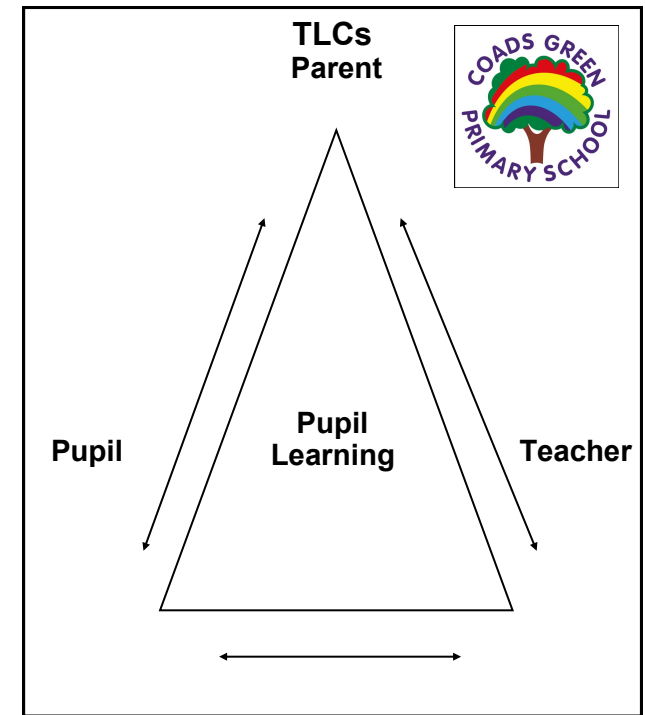 TLCs
Parent
COADS GREEN
PRIMARY SCHOOL
Pupil
Pupil
Learning
Teacher